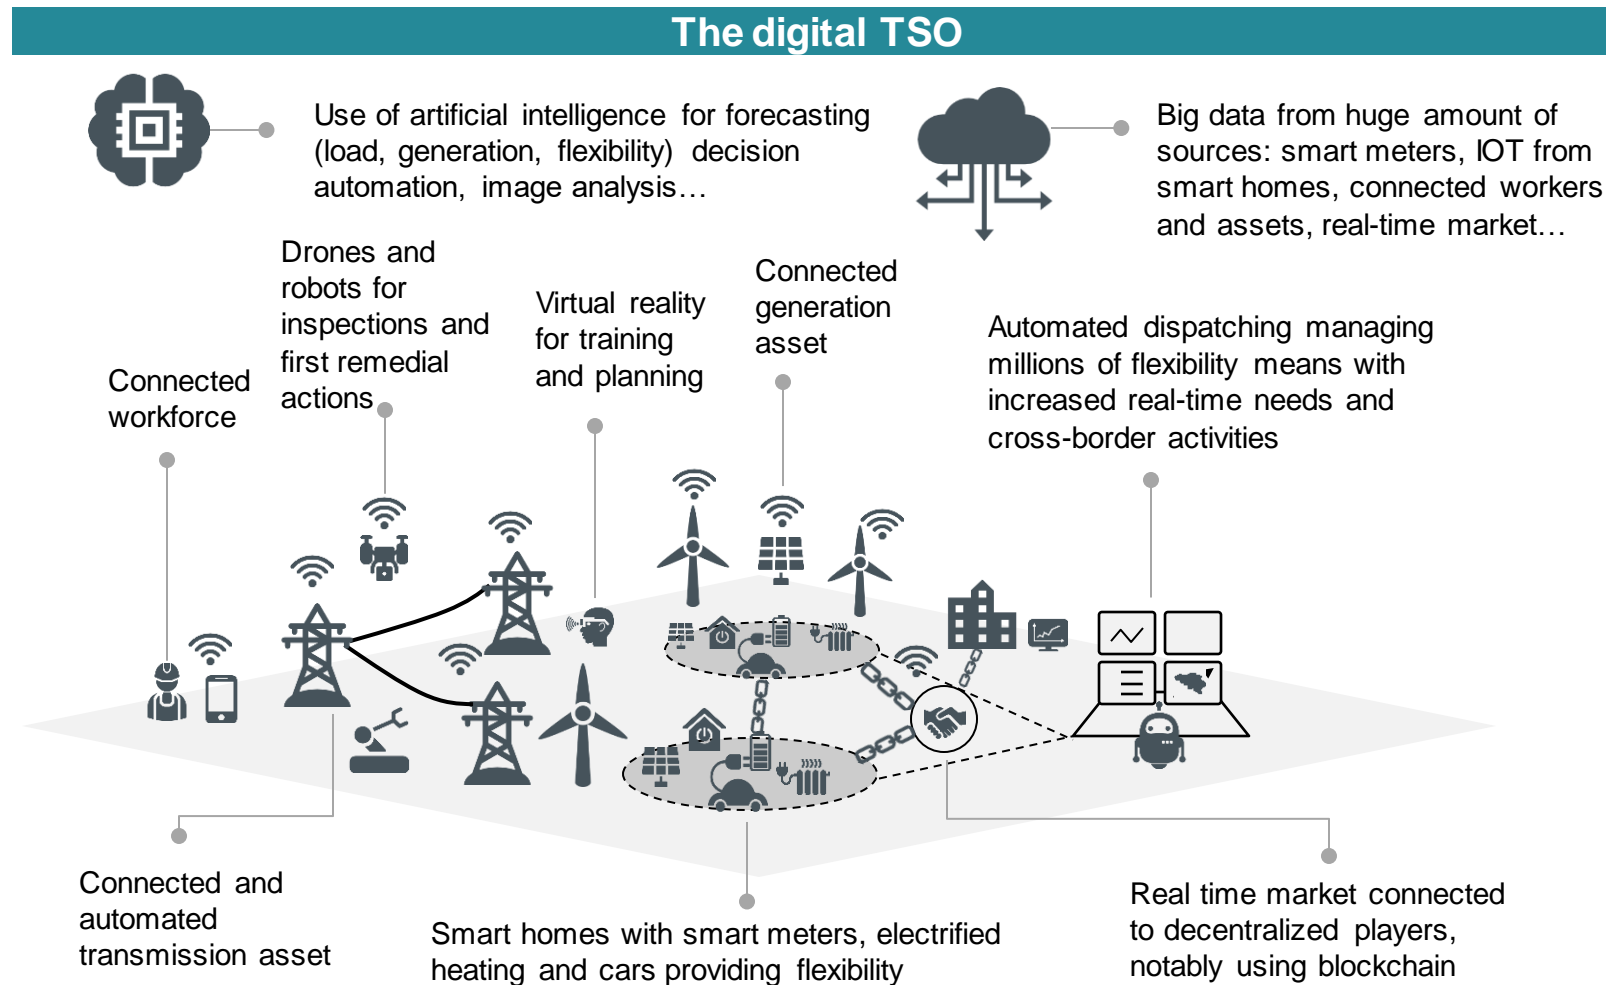 The digital TSO
Use of artificial intelligence for forecasting
(load, generation, flexibility) decision
automation, image analysis…
Big data from huge amount of
sources: smart meters, IOT from
smart homes, connected workers
and assets, real-time market…
Connected
workforce
Drones and
robots for
inspections and
first remedial
actions
Virtual reality
for training
and planning
Connected
generation
asset
Automated dispatching managing
millions of flexibility means with
increased real-time needs and
cross-border activities
Connected and
automated
transmission asset
Smart homes with smart meters, electrified
heating and cars providing flexibility
Real time market connected
to decentralized players,
notably using blockchain